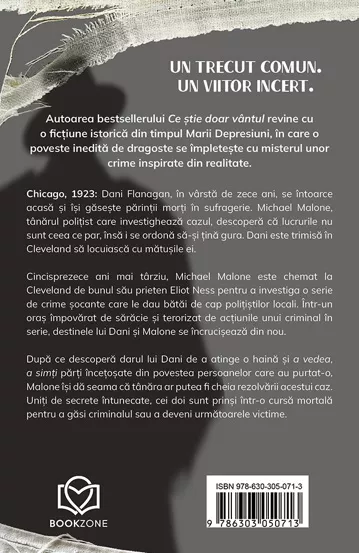 UN TRECUT COMUN.
UN VIITOR INCERT.
Autoarea bestsellerului Ce știe doar vântul revine cu
o ficțiune istorică din timpul Marii Depresiuni, în care o
poveste inedită de dragoste se împletește cu misterul unor
crime inspirate din realitate.
Chicago, 1923: Dani Flanagan, în vârstă de zece ani, se întoarce
acasă și își găsește părinții morți în sufragerie. Michael Malone,
tânărul polițist care investighează cazul, descoperă că lucrurile nu
sunt ceea ce par, însă i se ordonă să-și țină gura. Dani este trimisă în
Cleveland să locuiască cu mătușile ei.
Cincisprezece ani mai târziu, Michael Malone este chemat la
Cleveland de bunul său prieten Eliot Ness pentru a investiga o serie
de crime șocante care le dau bătăi de cap polițiștilor locali. Într-un
oraș împovărat de sărăcie și terorizat de acțiunile unui criminal în
serie, destinele lui Dani și Malone se încrucișează din nou.
După ce descoperă darul lui Dani de a atinge o haină și a vedea,
a simți părți încețoșate din povestea persoanelor care au purtat-o,
Malone își dă seama că tânăra ar putea fi cheia rezolvării acestui caz.
Uniți de secrete întunecate, cei doi sunt prinși într-o cursă mortală
pentru a găsi criminalul sau a deveni următoarele victime.
ISBN 978-630-305-071-3
9 786303 050713
BOOKZONE